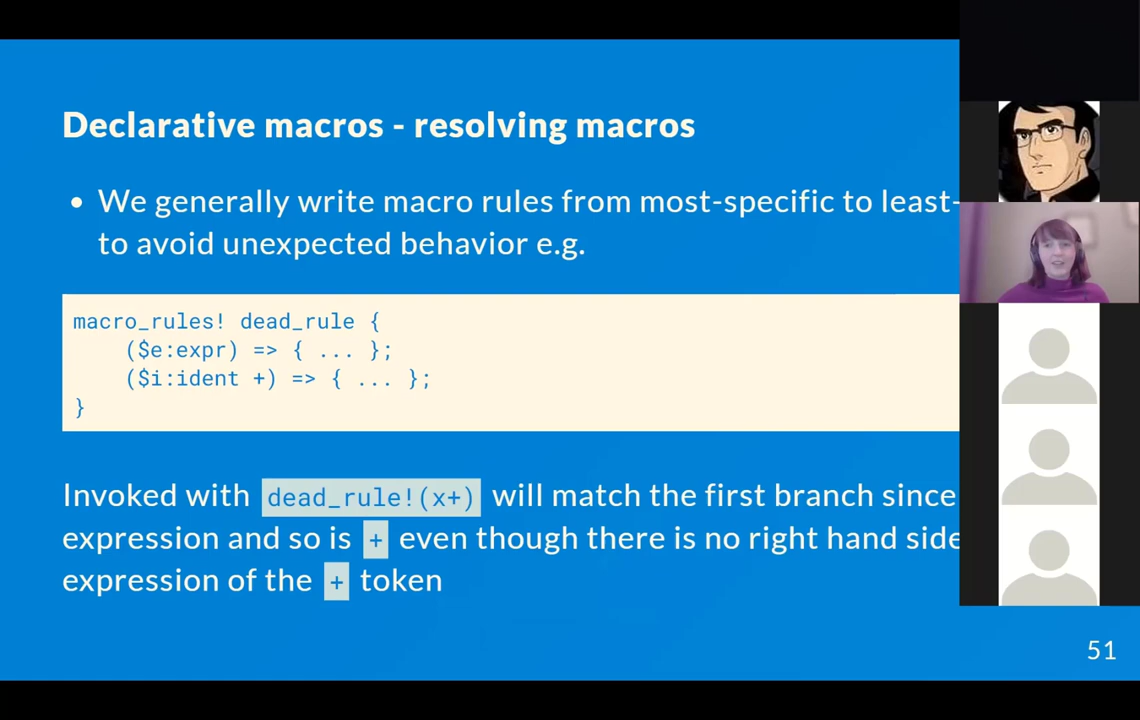 Declarative macros - resolving macros
• We generally write macro rules from most-specific to least-
to avoid unexpected behavior e.g.
macro_rules! dead_rule {
    ($e:expr) => { ... };
    ($i:ident +) => { ... };
}
Invoked with dead_rule!(x+) will match the first branch since
expression and so is + even though there is no right hand side
expression of the + token
51